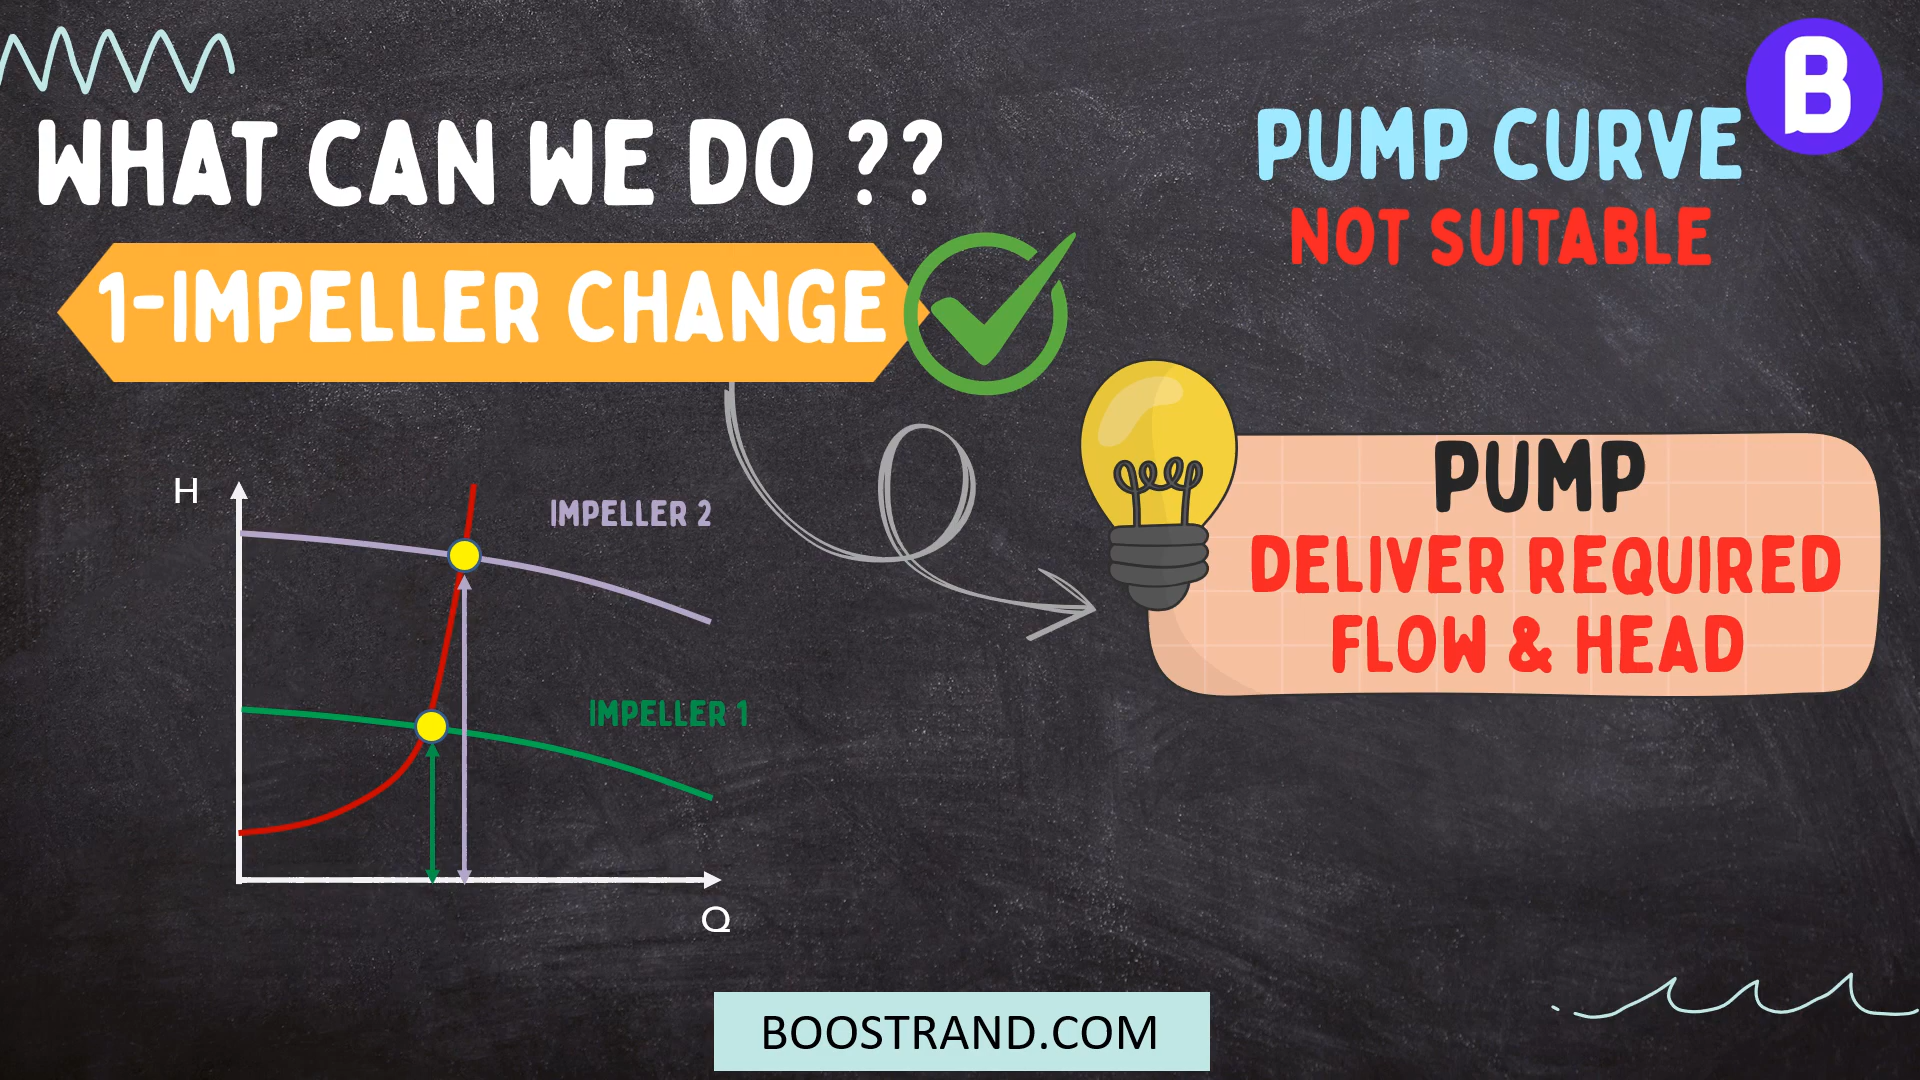 B
WHAT CAN WE DO ??
PUMP CURVE
NOT SUITABLE
1-IMPELLER CHANGE
PUMP
DELIVER REQUIRED
FLOW & HEAD
H
IMPELLER 2
IMPELLER 1
Q
BOOSTRAND.COM